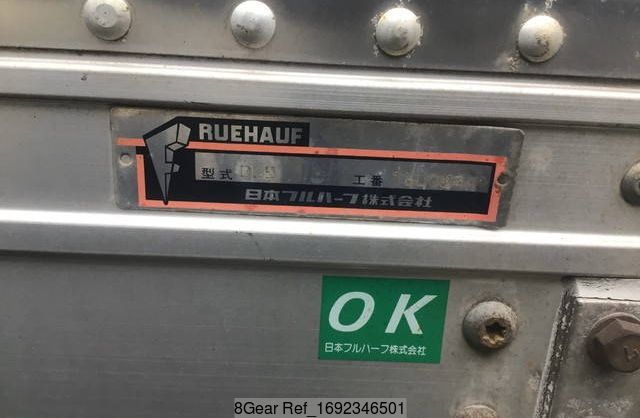 RUEHAUF
型式 工番
日本フルハーフ株式会社
OK
日本フルハーフ株式会社
8Gear Ref_1692346501